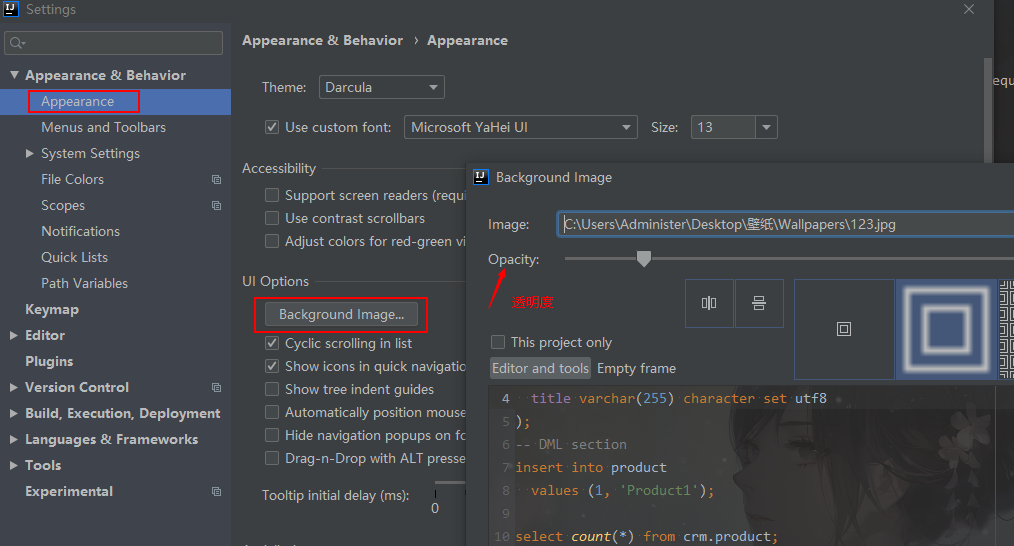 Settings
Appearance & Behavior
Appearance
Menus and Toolbars
System Settings
File Colors
Scopes
Notifications
Quick Lists
Path Variables
Keymap
Editor
Plugins
Version Control
Build, Execution, Deployment
Languages & Frameworks
Tools
Experimental
Appearance & Behavior › Appearance
Theme: Darcula
Use custom font: Microsoft YaHei UI Size: 13
Accessibility
Support screen readers (requi
Use contrast scrollbars
Adjust colors for red-green vi
UI Options
Background Image...
Cyclic scrolling in list
Show icons in quick navigatio
Show tree indent guides
Automatically position mouse
Hide navigation popups on fo
Drag-n-Drop with ALT presse
Tooltip initial delay (ms):
0
equ
Background Image
Image: C:\Users\Administer\Desktop\壁纸\Wallpapers\123.jpg
Opacity:
透明度
This project only
Editor and tools Empty frame
4 title varchar(255) character set utf8
5 );
6 -- DML section
7 insert into product
8 values (1, 'Product1');
9
10 select count(*) from crm.product;